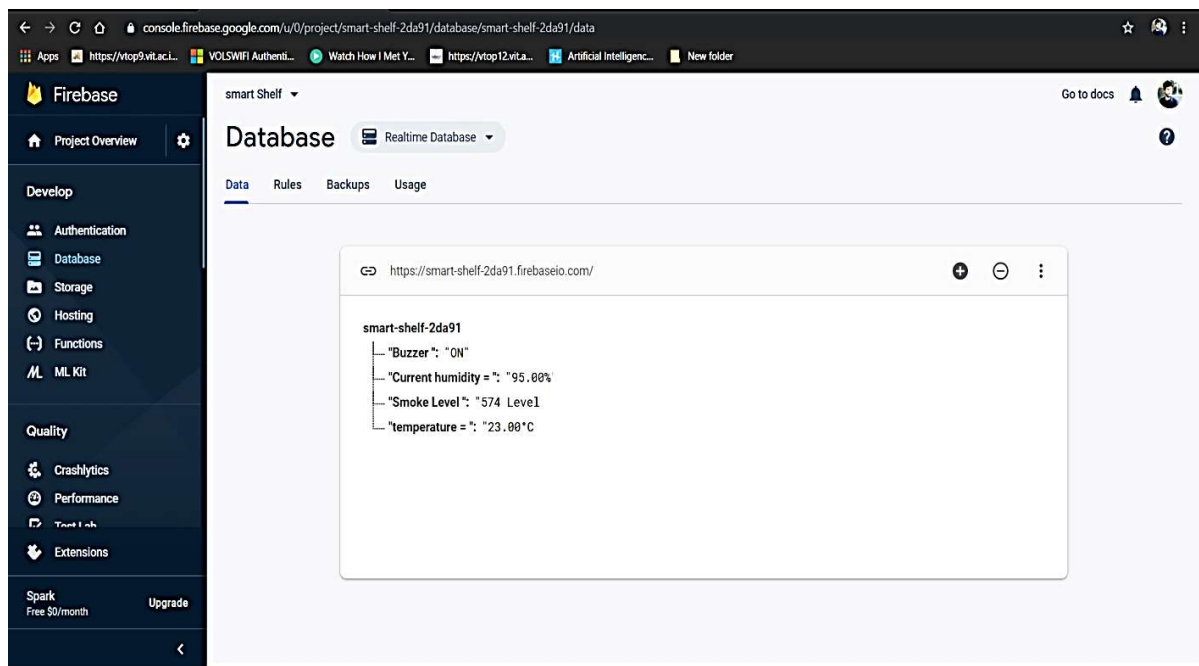 console.firebase.google.com/u/0/project/smart-shelf-2da91/database/smart-shelf-2da91/data
Apps https://vtop9.vit.ac.i... VOLSWIFI Authenti... Watch How I Met Y... https://vtop12.vit.a... Artificial Intelligenc... New folder
Firebase
smart Shelf
Go to docs
Project Overview
Database
Realtime Database
Develop
Data Rules Backups Usage
Authentication
Database
Storage
Hosting
Functions
ML Kit
https://smart-shelf-2da91.firebaseio.com/
smart-shelf-2da91
"Buzzer ": "ON"
"Current humidity = ": "95.00%
"Smoke Level ": "574 Level
"temperature = ": "23.00°C
Quality
Crashlytics
Performance
Test Lab
Extensions
Spark
Free $0/month
Upgrade